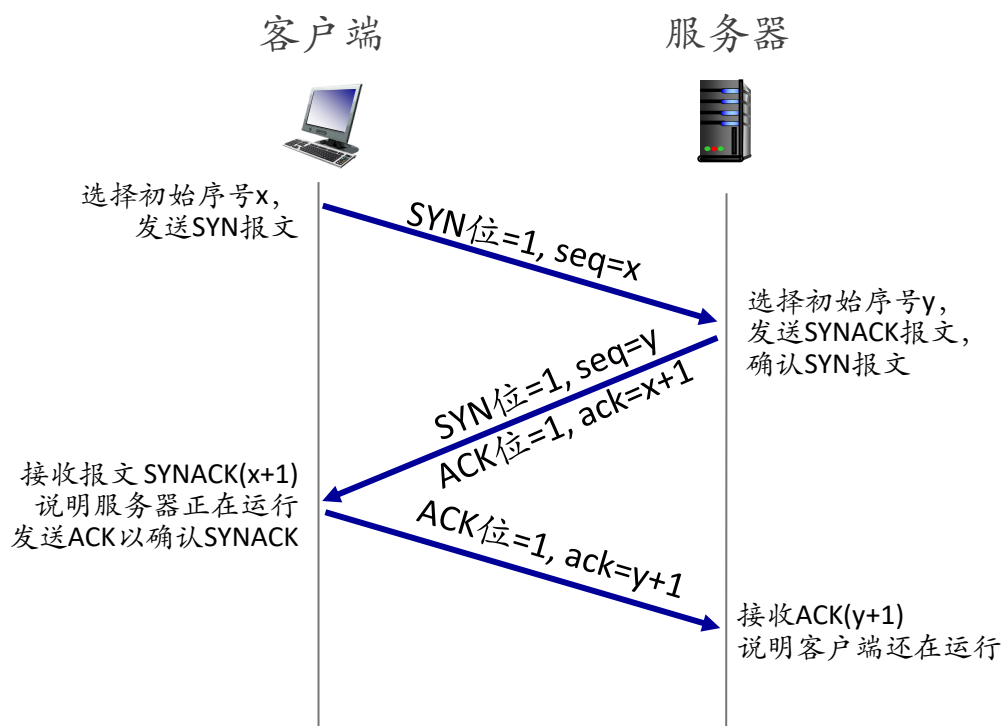 客户端
服务器
选择初始序号x，
发送SYN报文
SYN位=1, seq=x
选择初始序号y，
发送SYNACK报文，
确认SYN报文
SYN位=1, seq=y
ACK位=1, ack=x+1
接收报文 SYNACK(x+1)
说明服务器正在运行
发送ACK以确认SYNACK
ACK位=1, ack=y+1
接收ACK(y+1)
说明客户端还在运行